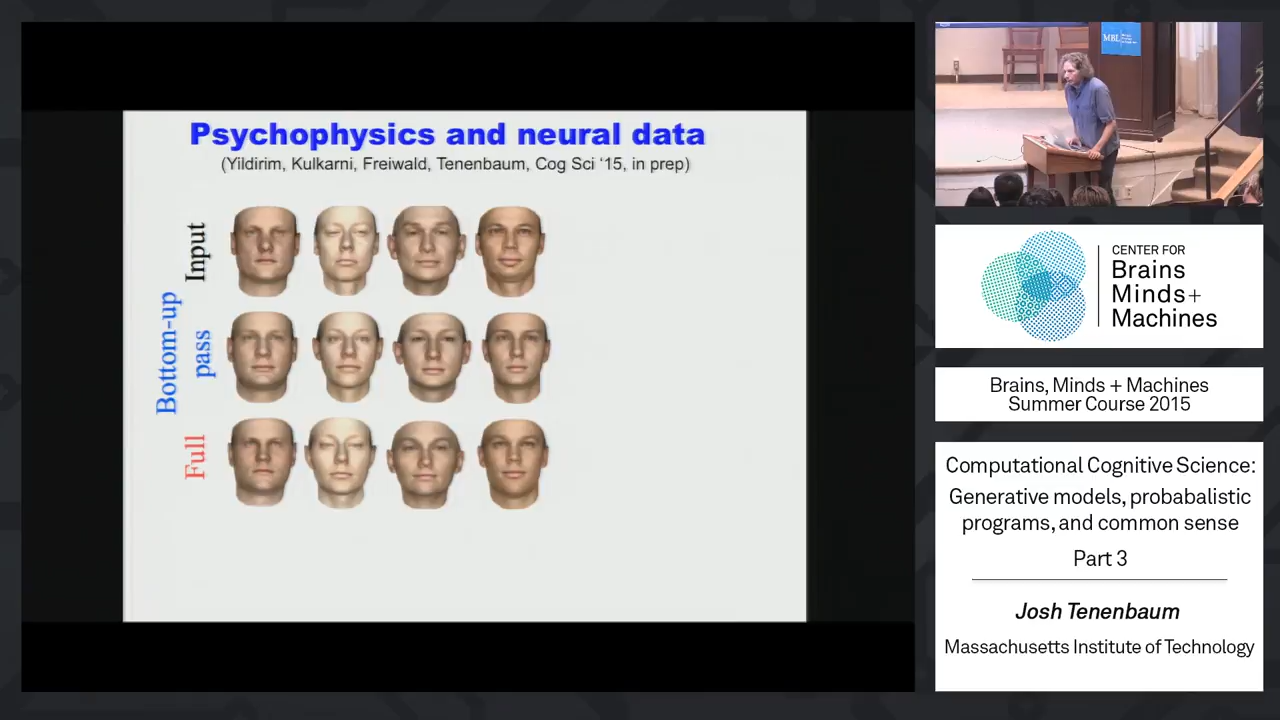 Psychophysics and neural data
(Yildirim, Kulkarni, Freiwald, Tenenbaum, Cog Sci ‘15, in prep)
Input
Bottom-up
pass
Full
MBL
CENTER FOR
Brains
Minds+
Machines
Brains, Minds + Machines
Summer Course 2015
Computational Cognitive Science:
Generative models, probabalistic
programs, and common sense
Part 3
Josh Tenenbaum
Massachusetts Institute of Technology